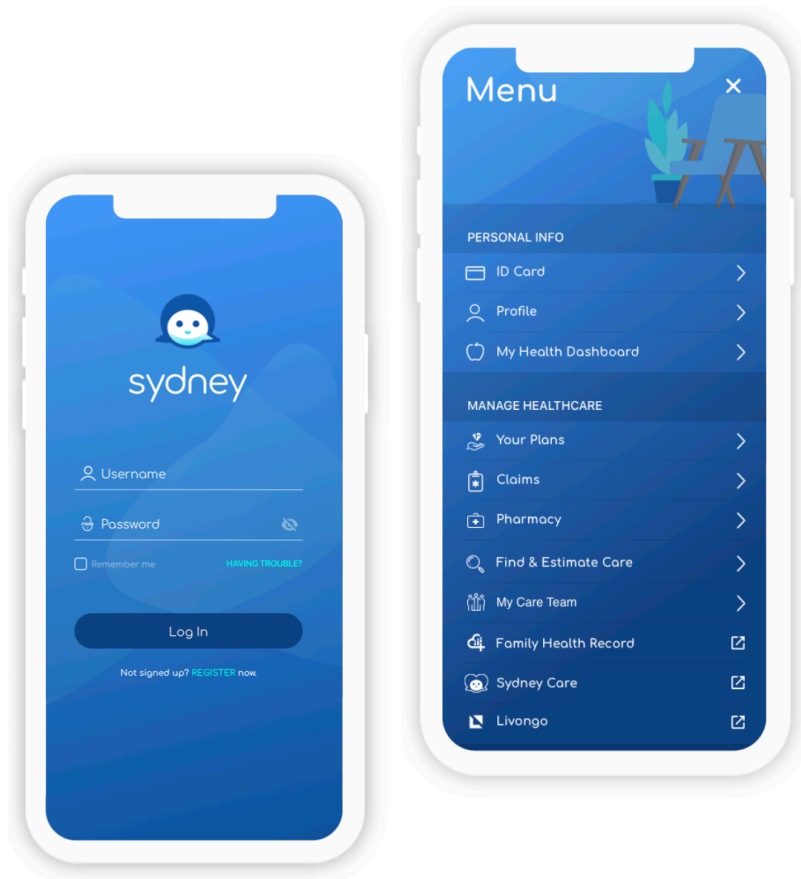 sydney
Username
Password
Remember me HAVING TROUBLE?
Log In
Not signed up? REGISTER now.
Menu
PERSONAL INFO
ID Card
Profile
My Health Dashboard
MANAGE HEALTHCARE
Your Plans
Claims
Pharmacy
Find & Estimate Care
My Care Team
Family Health Record
Sydney Care
Livongo